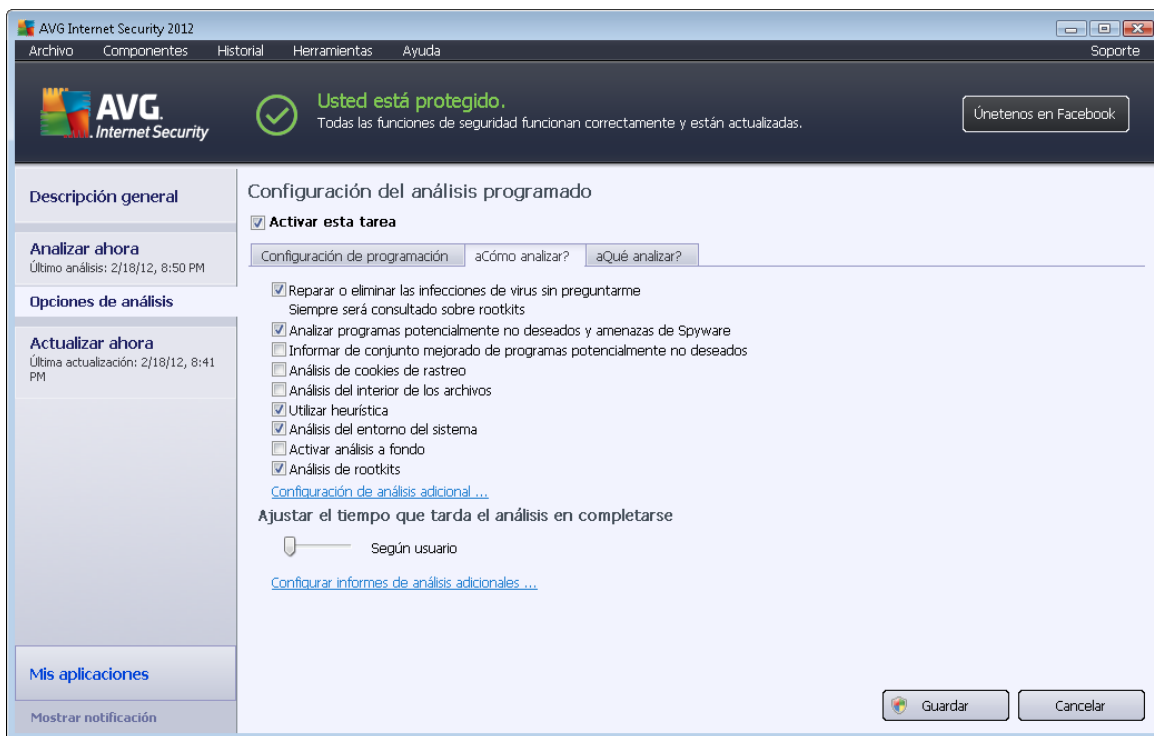 AVG Internet Security 2012
Archivo Componentes Historial Herramientas Ayuda Soporte
AVG.
Internet Security
Usted está protegido.
Todas las funciones de seguridad funcionan correctamente y están actualizadas.
Únetenos en Facebook
Descripción general
Analizar ahora
Último análisis: 2/18/12, 8:50 PM
Opciones de análisis
Actualizar ahora
Última actualización: 2/18/12, 8:41
PM
Mis aplicaciones
Mostrar notificación
Configuración del análisis programado
Activar esta tarea
Configuración de programación aCómo analizar? aQué analizar?
Reparar o eliminar las infecciones de virus sin preguntarme
Siempre será consultado sobre rootkits
Analizar programas potencialmente no deseados y amenazas de Spyware
Informar de conjunto mejorado de programas potencialmente no deseados
Análisis de cookies de rastreo
Análisis del interior de los archivos
Utilizar heurística
Análisis del entorno del sistema
Activar análisis a fondo
Análisis de rootkits
Configuración de análisis adicional ...
Ajustar el tiempo que tarda el análisis en completarse
Según usuario
Configurar informes de análisis adicionales ...
Guardar Cancelar